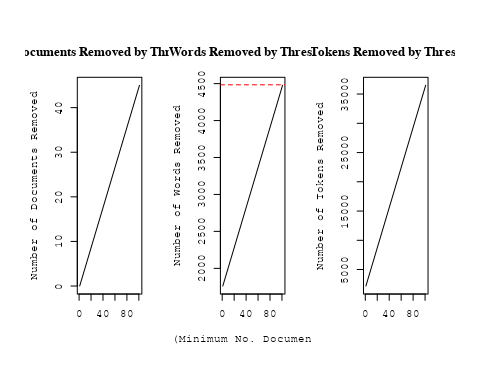 ocuments Removed by Thr Words Removed by Thres Tokens Removed by Thres
Number of Documents Removed
0 10 20 30 40
0 40 80
Number of Words Removed
2000 2500 3000 3500 4000 4500
0 40 80
Number of Tokens Removed
5000 15000 25000 35000
0 40 80
(Minimum No. Documen